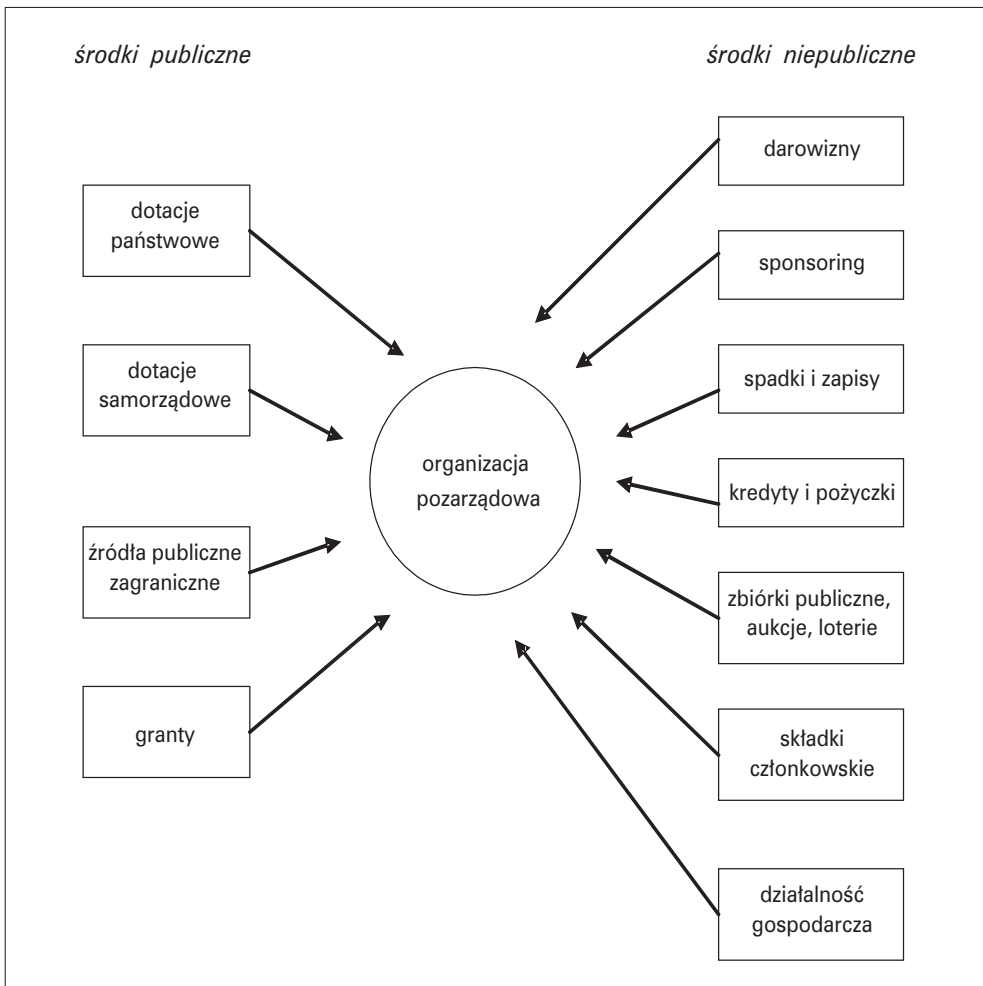 środki publiczne
środki niepubliczne
dotacje
państwowe
dotacje
samorządowe
źródła publiczne
zagraniczne
granty
organizacja
pozarządowa
darowizny
sponsoring
spadki i zapisy
kredyty i pożyczki
zbiórki publiczne,
aukcje, loterie
składki
członkowskie
działalność
gospodarcza